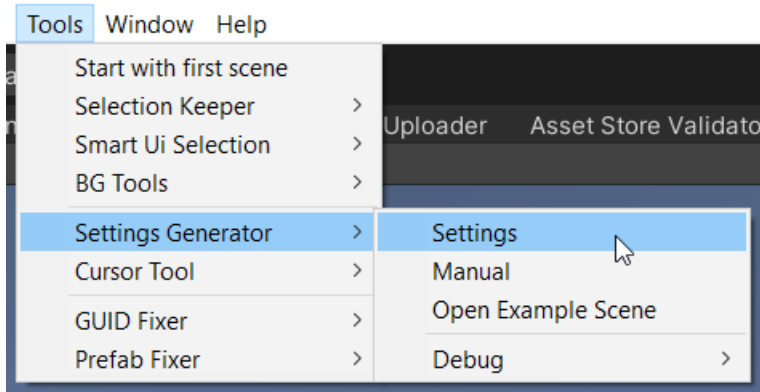 Tools Window Help
Start with first scene
Selection Keeper
Uploader Asset Store Validato
Smart Ui Selection
BG Tools
Settings Generator
Settings
Cursor Tool
Manual
Open Example Scene
GUID Fixer
Prefab Fixer
Debug